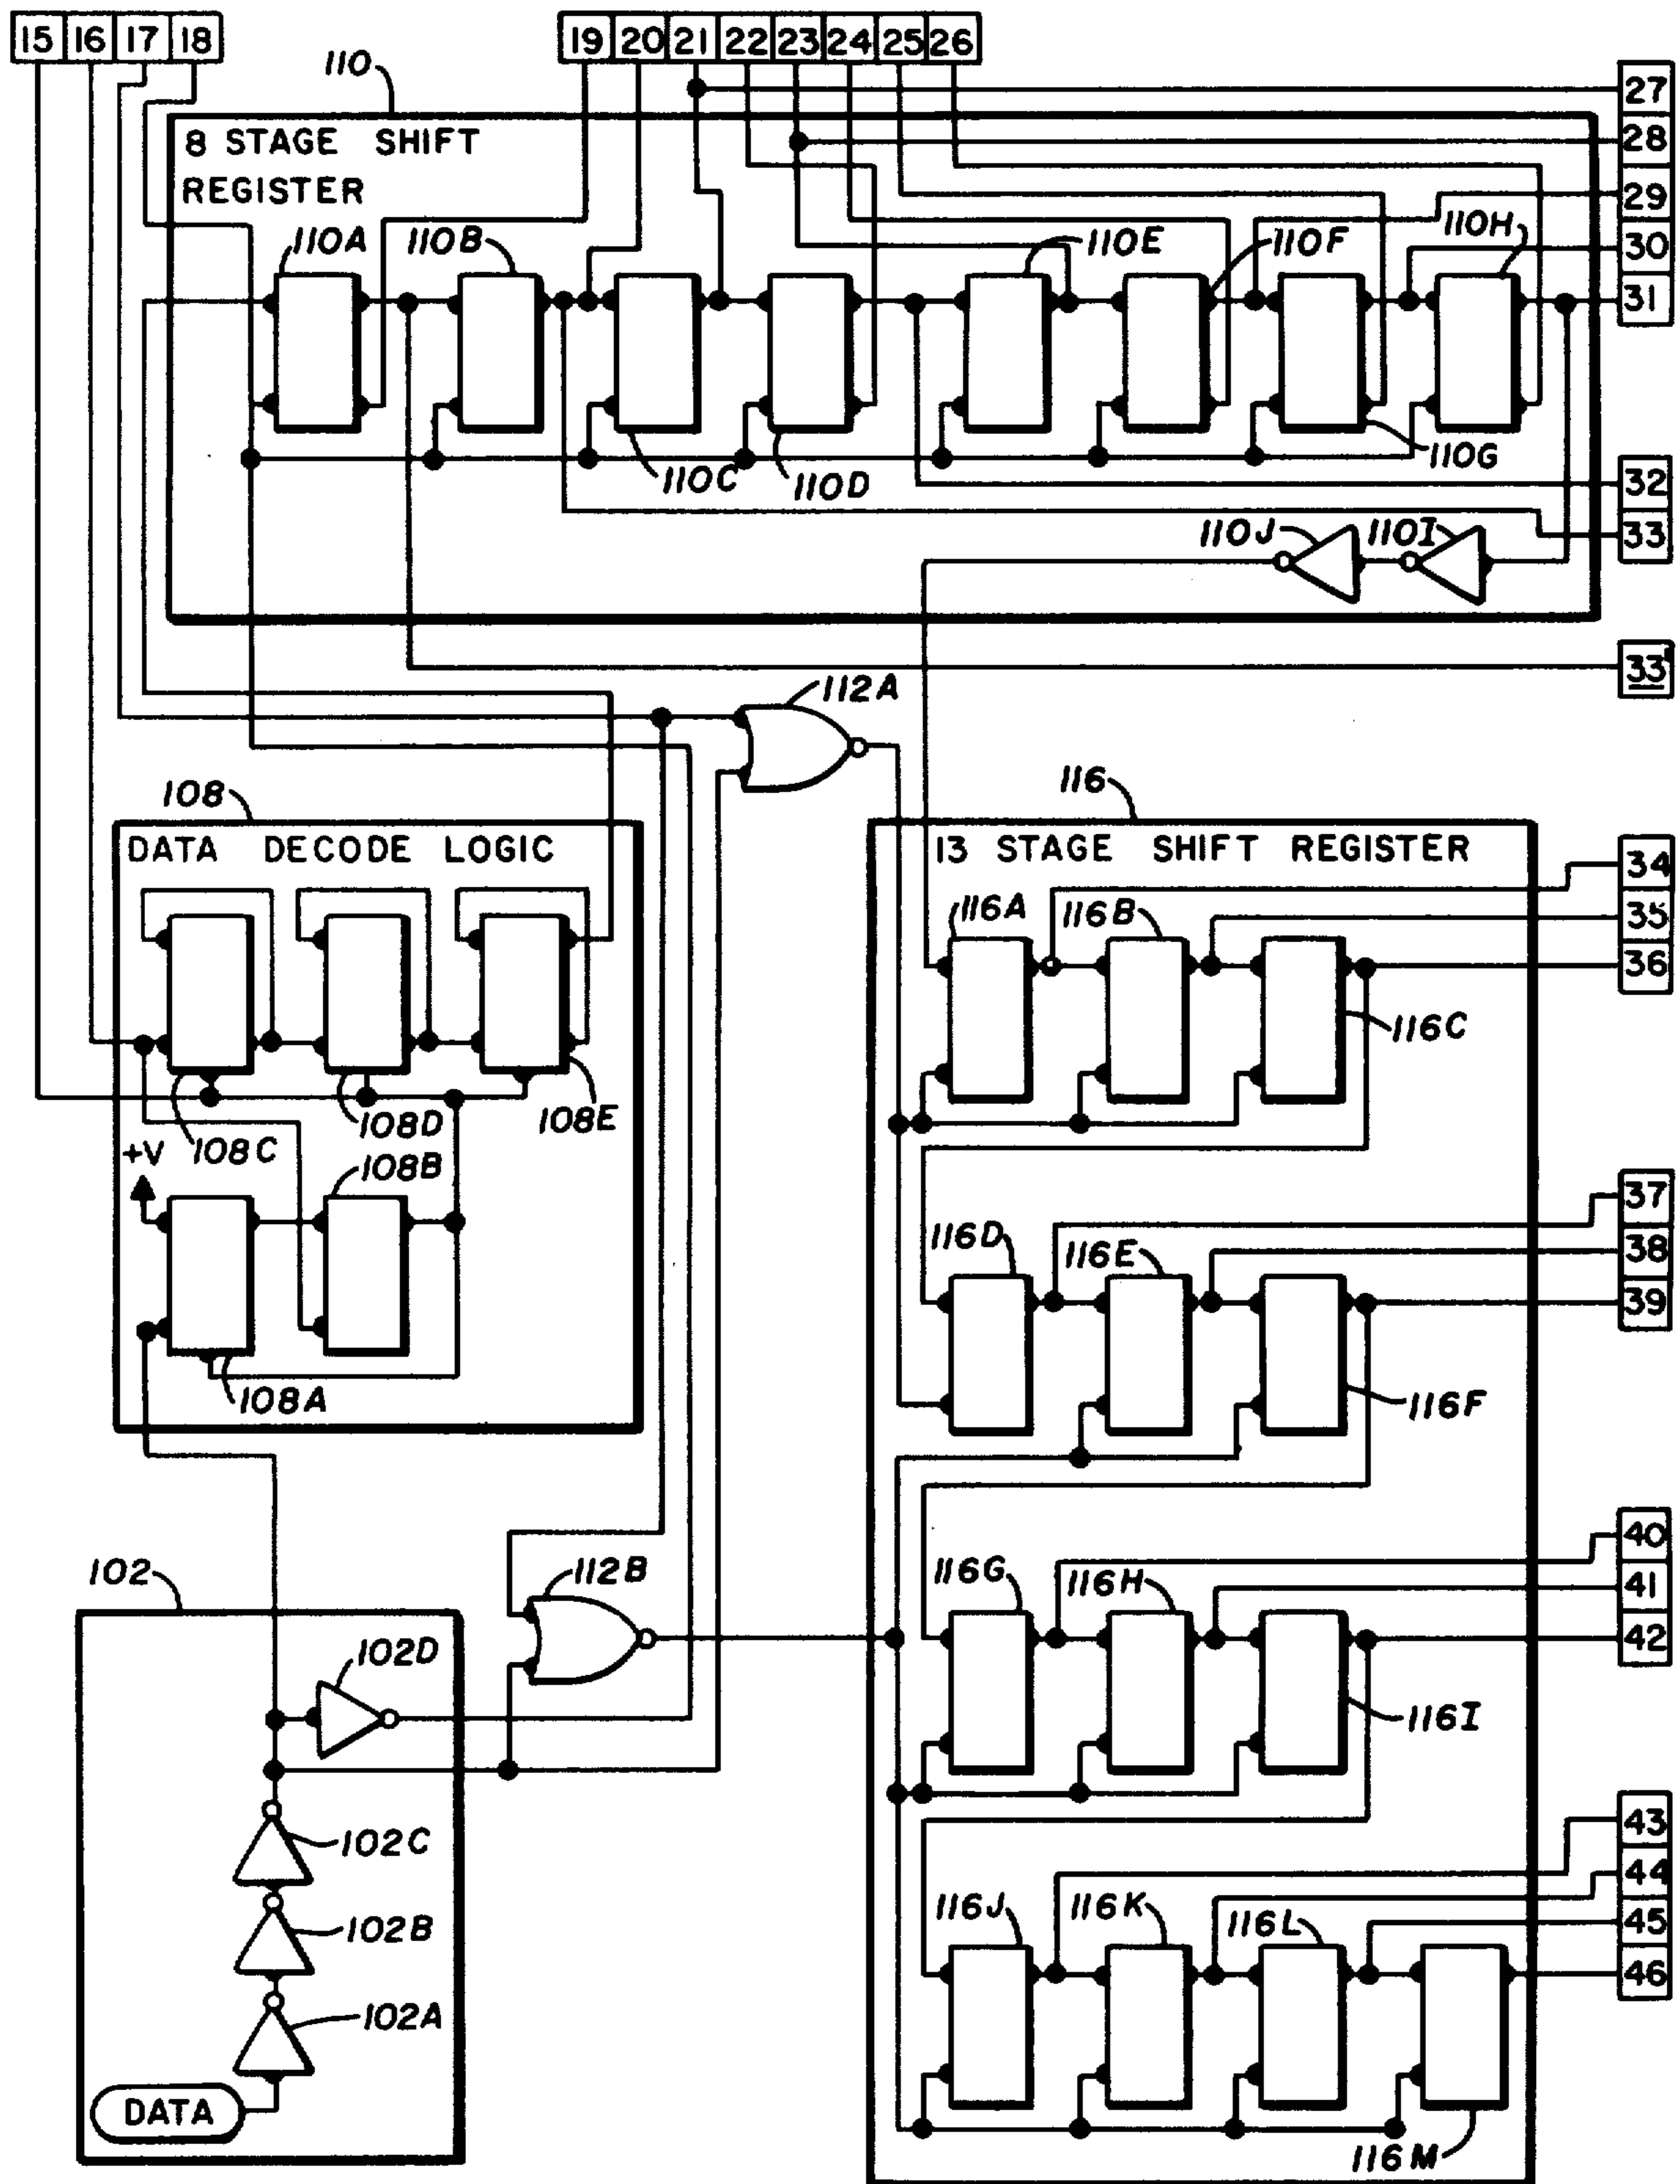 15 16 17 18
19 20 21 22 23 24 25 26
110
27
28
29
30
31
8 STAGE SHIFT
REGISTER
110A
110B
110E
110F
110H
110C
110D
110G
32
33
110J
110I
33'
112A
108
DATA DECODE LOGIC
116
13 STAGE SHIFT REGISTER
34
35
36
116A
116B
116C
108C
108D
108E
+V
108B
108A
37
38
39
116D
116E
116F
102
112B
102D
40
41
42
116G
116H
116I
102C
102B
102A
DATA
43
44
45
46
116J
116K
116L
116M